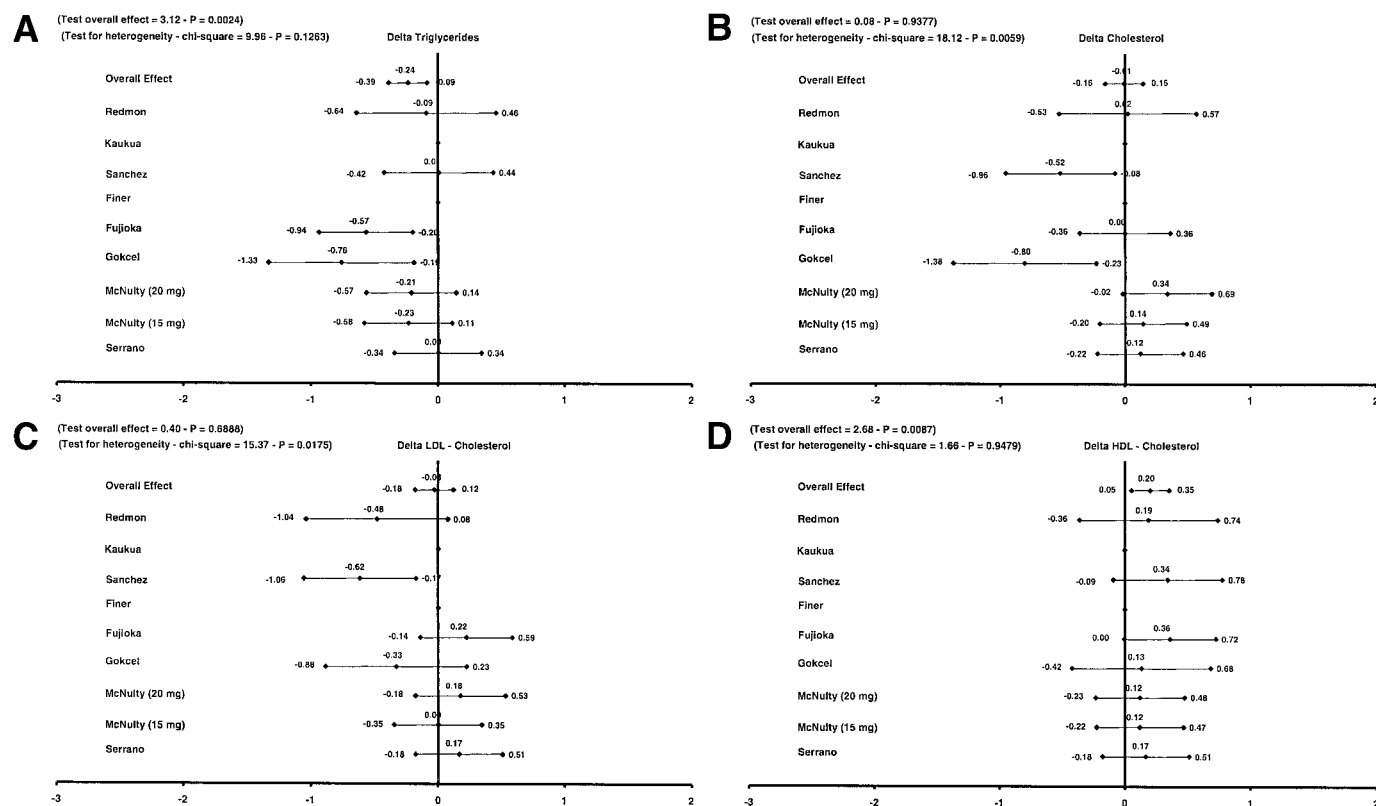 A
(Test overall effect = 3.12 - P = 0.0024)
(Test for heterogeneity - chi-square = 9.96 - P = 0.1263)
Delta Triglycerides
Overall Effect -0.39 -0.24 0.09
Redmon -0.64 -0.09 0.46
Kaukua
Sanchez -0.42 0.0 0.44
Finer
Fujioka -0.94 -0.57 -0.20
Gokcel -1.33 -0.76 -0.19
McNulty (20 mg) -0.57 -0.21 0.14
McNulty (15 mg) -0.58 -0.23 0.11
Serrano -0.34 0.34
-3 -2 -1 0 1 2
B
(Test overall effect = 0.08 - P = 0.9377)
(Test for heterogeneity - chi-square = 18.12 - P = 0.0059)
Delta Cholesterol
Overall Effect -0.16 -0.01 0.15
Redmon -0.53 0.02 0.57
Kaukua
Sanchez -0.96 -0.52 -0.08
Finer
Fujioka -0.36 0.00 0.36
Gokcel -1.38 -0.80 -0.23
McNulty (20 mg) -0.02 0.34 0.69
McNulty (15 mg) -0.20 0.14 0.49
Serrano -0.22 0.12 0.46
-3 -2 -1 0 1 2
C
(Test overall effect = 0.40 - P = 0.6888)
(Test for heterogeneity - chi-square = 15.37 - P = 0.0175)
Delta LDL - Cholesterol
Overall Effect -0.18 0.12
Redmon -1.04 -0.48 0.08
Kaukua
Sanchez -1.06 -0.62 -0.17
Finer
Fujioka -0.14 0.22 0.59
Gokcel -0.88 -0.33 0.23
McNulty (20 mg) -0.18 0.18 0.53
McNulty (15 mg) -0.35 0.00 0.35
Serrano -0.18 0.17 0.51
-3 -2 -1 0 1 2
D
(Test overall effect = 2.68 - P = 0.0087)
(Test for heterogeneity - chi-square = 1.66 - P = 0.9479)
Delta HDL - Cholesterol
Overall Effect 0.05 0.20 0.35
Redmon -0.36 0.19 0.74
Kaukua
Sanchez -0.09 0.34 0.78
Finer
Fujioka 0.00 0.36 0.72
Gokcel -0.42 0.13 0.68
McNulty (20 mg) -0.23 0.12 0.48
McNulty (15 mg) -0.22 0.12 0.47
Serrano -0.18 0.17 0.51
-3 -2 -1 0 1 2